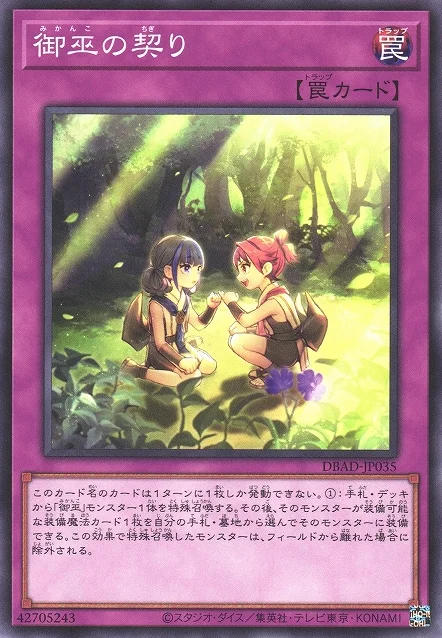 御巫の契り
みかんこ ちぎ
トラップ
罠
トラップ
【罠カード】
DBAD-JP035
このカード名のカードは1ターンに1枚しか発動できない。①：手札・デッキ
から「御巫」モンスター1体を特殊召喚する。その後、そのモンスターが装備可能
な装備魔法カード1枚を自分の手札・墓地から選んでそのモンスターに装備
できる。この効果で特殊召喚したモンスターは、フィールドから離れた場合に
除外される。
42705243
©スタジオ・ダイス／集英社・テレビ東京・KONAMI